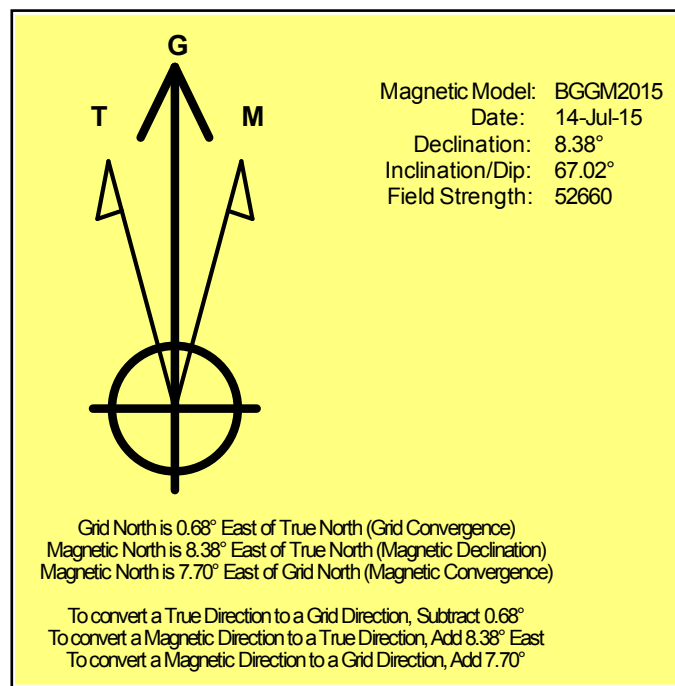 G
T M
Magnetic Model: BGGM2015
Date: 14-Jul-15
Declination: 8.38°
Inclination/Dip: 67.02°
Field Strength: 52660
Grid North is 0.68° East of True North (Grid Convergence)
Magnetic North is 8.38° East of True North (Magnetic Declination)
Magnetic North is 7.70° East of Grid North (Magnetic Convergence)
To convert a True Direction to a Grid Direction, Subtract 0.68°
To convert a Magnetic Direction to a True Direction, Add 8.38° East
To convert a Magnetic Direction to a Grid Direction, Add 7.70°